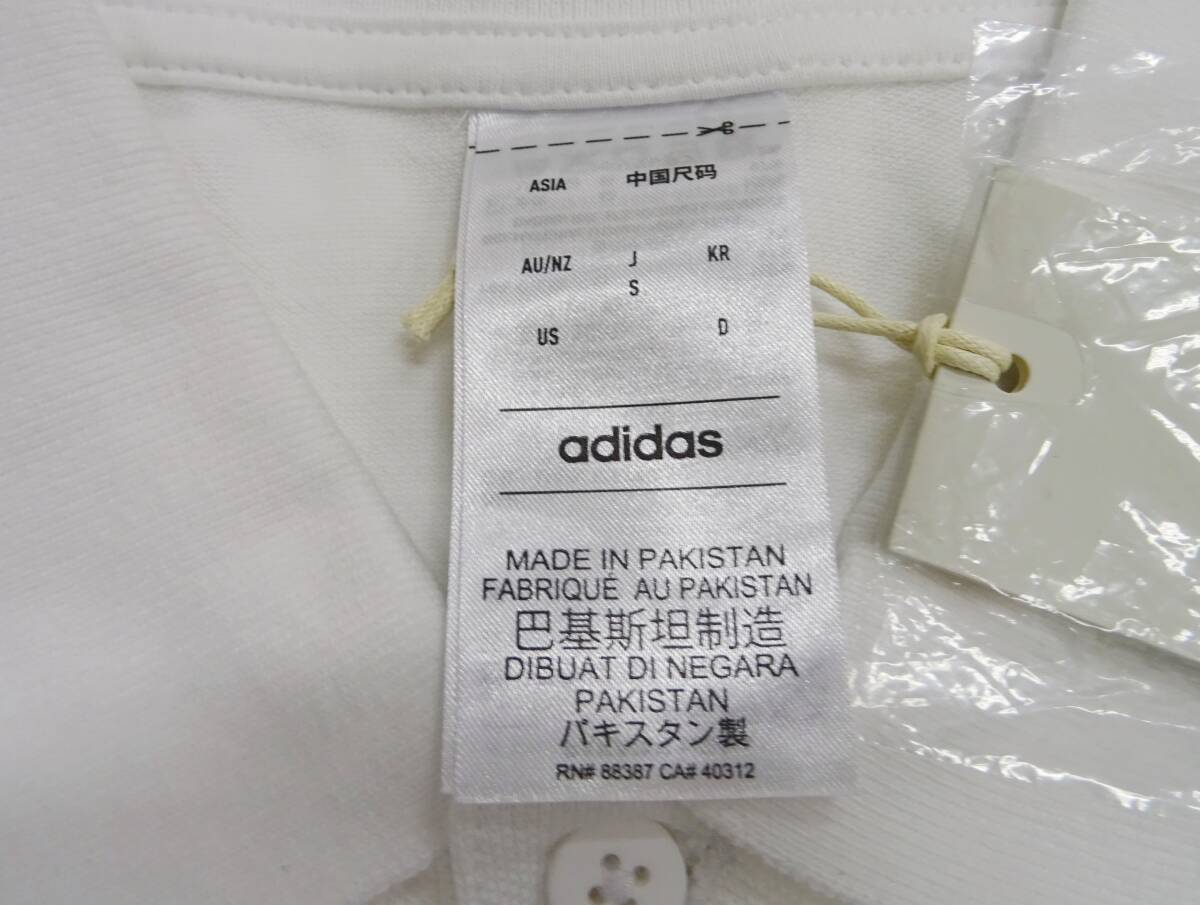 ASIA 中国尺码
AU/NZ J KR
S
US D
adidas
MADE IN PAKISTAN
FABRIQUÉ AU PAKISTAN
巴基斯坦制造
DIBUAT DI NEGARA
PAKISTAN
パキスタン製
RN# 88387 CA# 40312